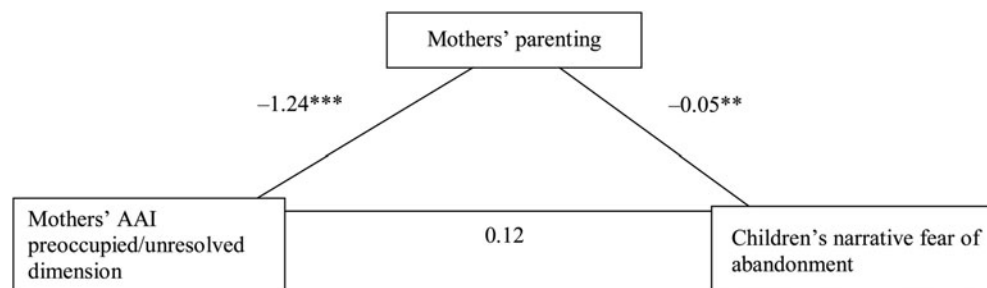 Mothers’ parenting
–1.24***
–0.05**
Mothers’ AAI
preoccupied/unresolved
dimension
0.12
Children’s narrative fear of
abandonment